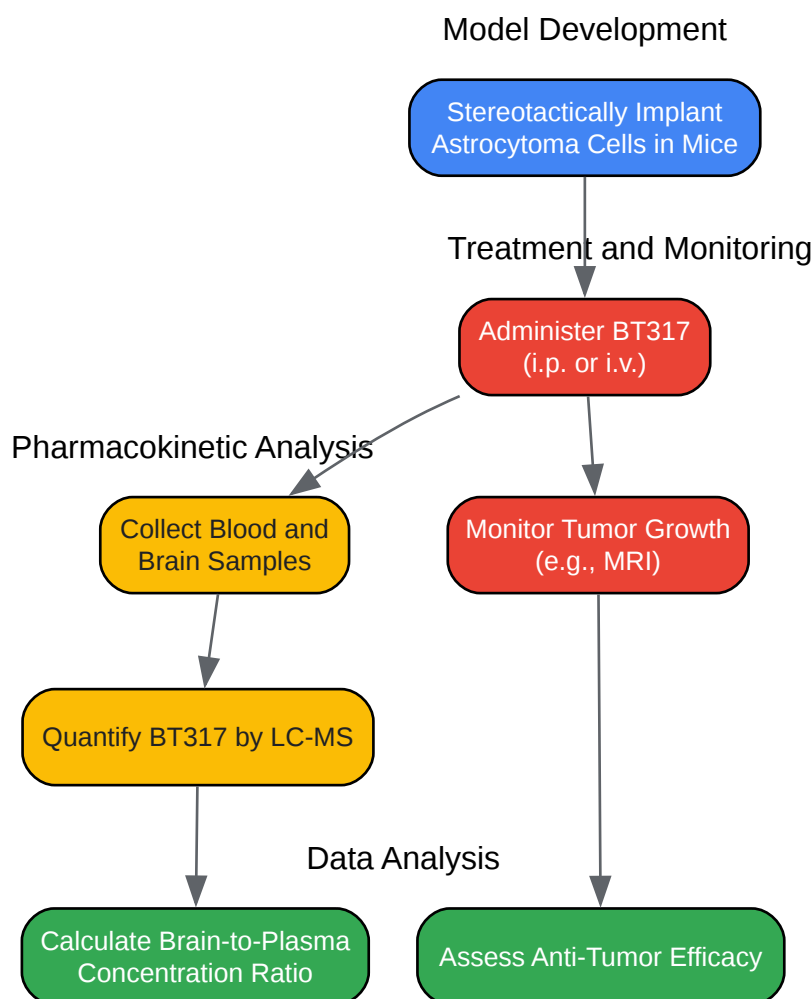 Model Development
Stereotactically Implant
Astrocytoma Cells in Mice
Treatment and Monitoring
Administer BT317
(i.p. or i.v.)
Pharmacokinetic Analysis
Collect Blood and
Brain Samples
Monitor Tumor Growth
(e.g., MRI)
Quantify BT317 by LC-MS
Data Analysis
Calculate Brain-to-Plasma
Concentration Ratio
Assess Anti-Tumor Efficacy